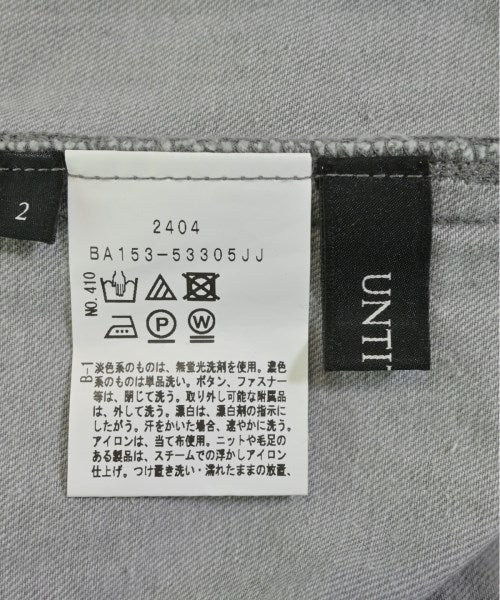 2
2404
BA153-53305JJ
NO.410
P
W
B-1
淡色系のものは、無蛍光洗剤を使用。濃色
系のものは単品洗い。ボタン、ファスナー
等は、閉じて洗う。取り外し可能な附属品
は、外して洗う。漂白は、漂白剤の指示に
したがう。汗をかいた場合、速やかに洗う。
アイロンは、当て布使用。ニットや毛足の
ある製品は、スチームでの浮かしアイロン
仕上げ。つけ置き洗い・濡れたままの放置、
UNTI